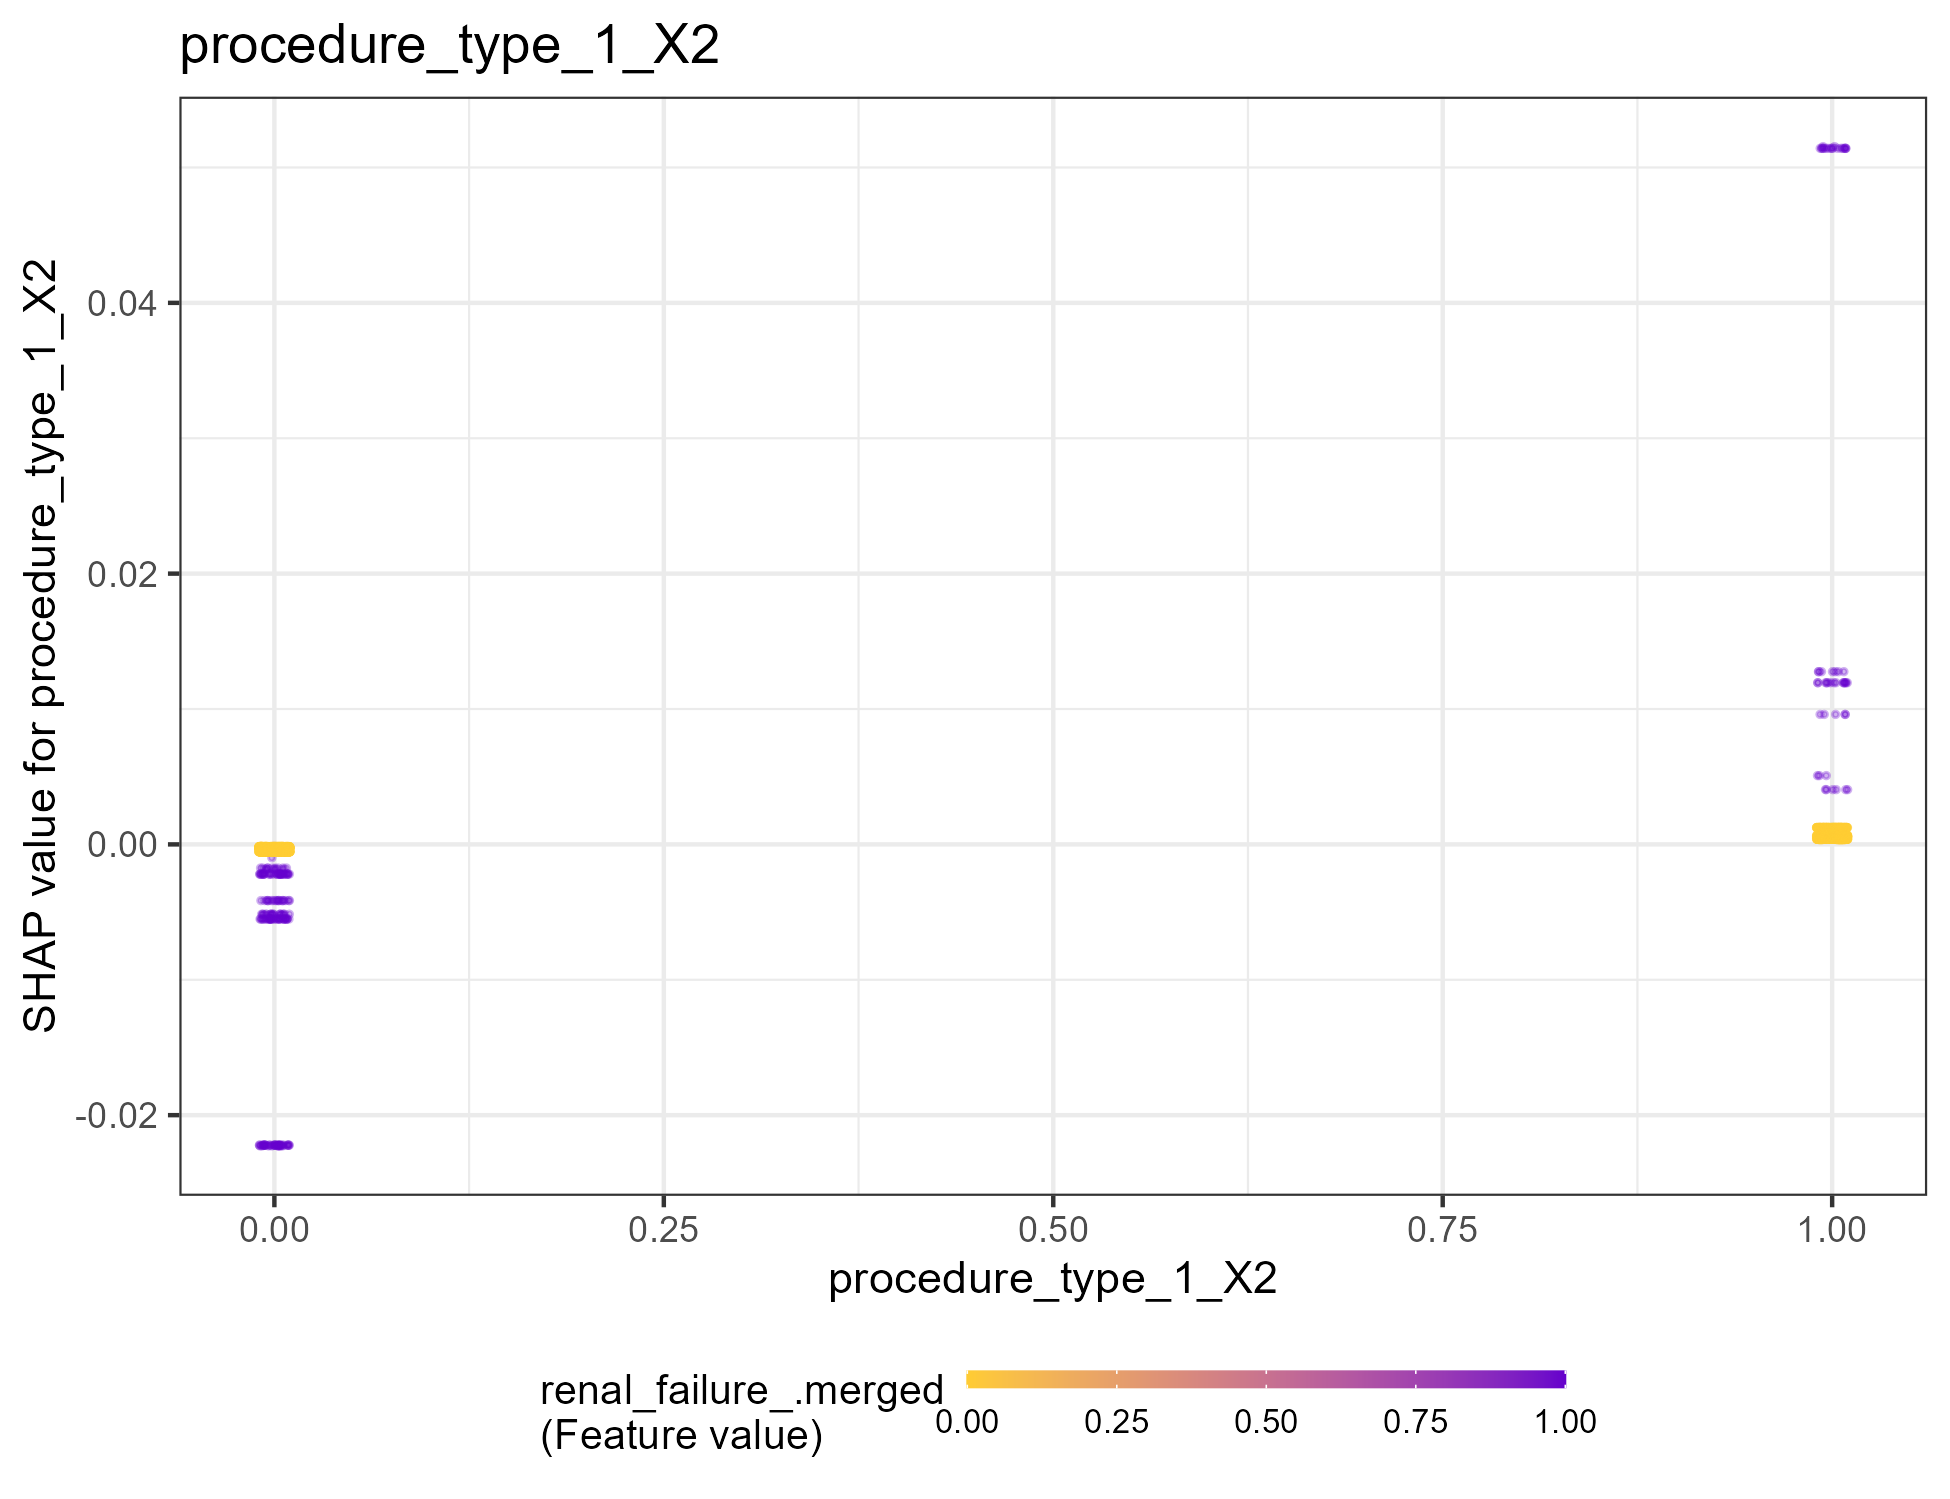 procedure_type_1_X2
SHAP value for procedure_type_1_X2
0.04
0.02
0.00
-0.02
0.00 0.25 0.50 0.75 1.00
procedure_type_1_X2
renal_failure_.merged
(Feature value)
0.00 0.25 0.50 0.75 1.00